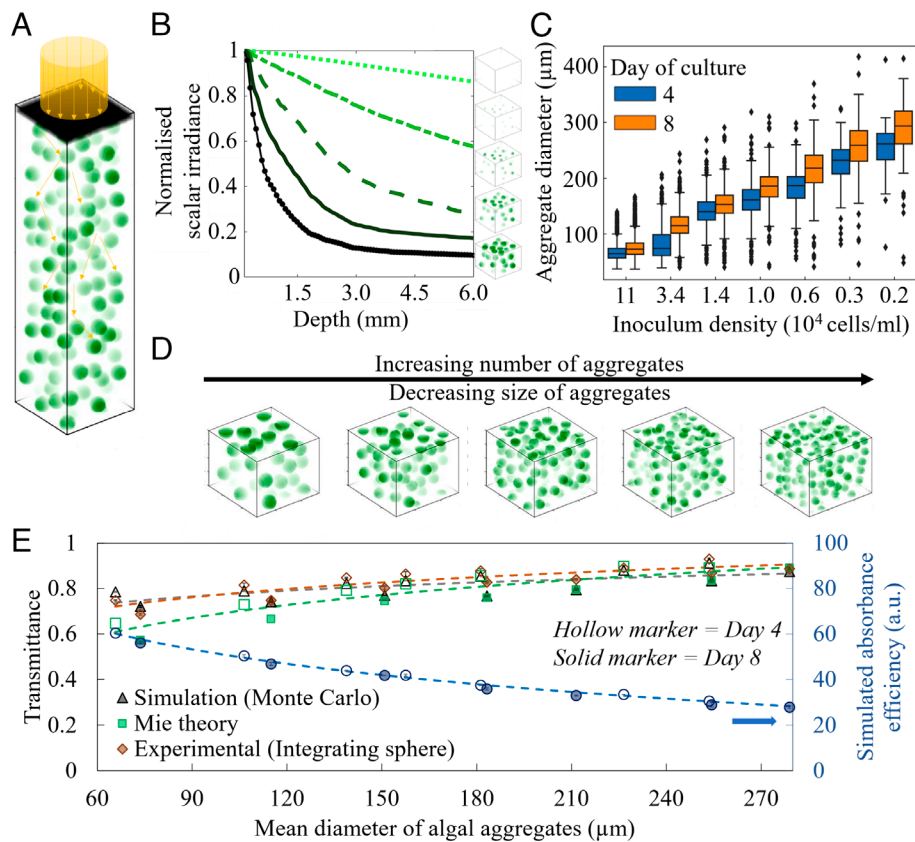 A
B
Normalised
scalar irradiance
1
0.8
0.6
0.4
0.2
0
1.5
3.0
4.5
6.0
Depth (mm)
C
Aggregate diameter (μm)
400
300
200
100
Day of culture
4
8
11
3.4
1.4
1.0
0.6
0.3
0.2
Inoculum density (10⁴ cells/ml)
D
Increasing number of aggregates
Decreasing size of aggregates
E
Transmittance
1
0.8
0.6
0.4
0.2
0
Hollow marker = Day 4
Solid marker = Day 8
Simulation (Monte Carlo)
Mie theory
Experimental (Integrating sphere)
100
80
60
40
20
0
Simulated absorbance
efficiency (a.u.)
60
90
120
150
180
210
240
270
Mean diameter of algal aggregates (μm)